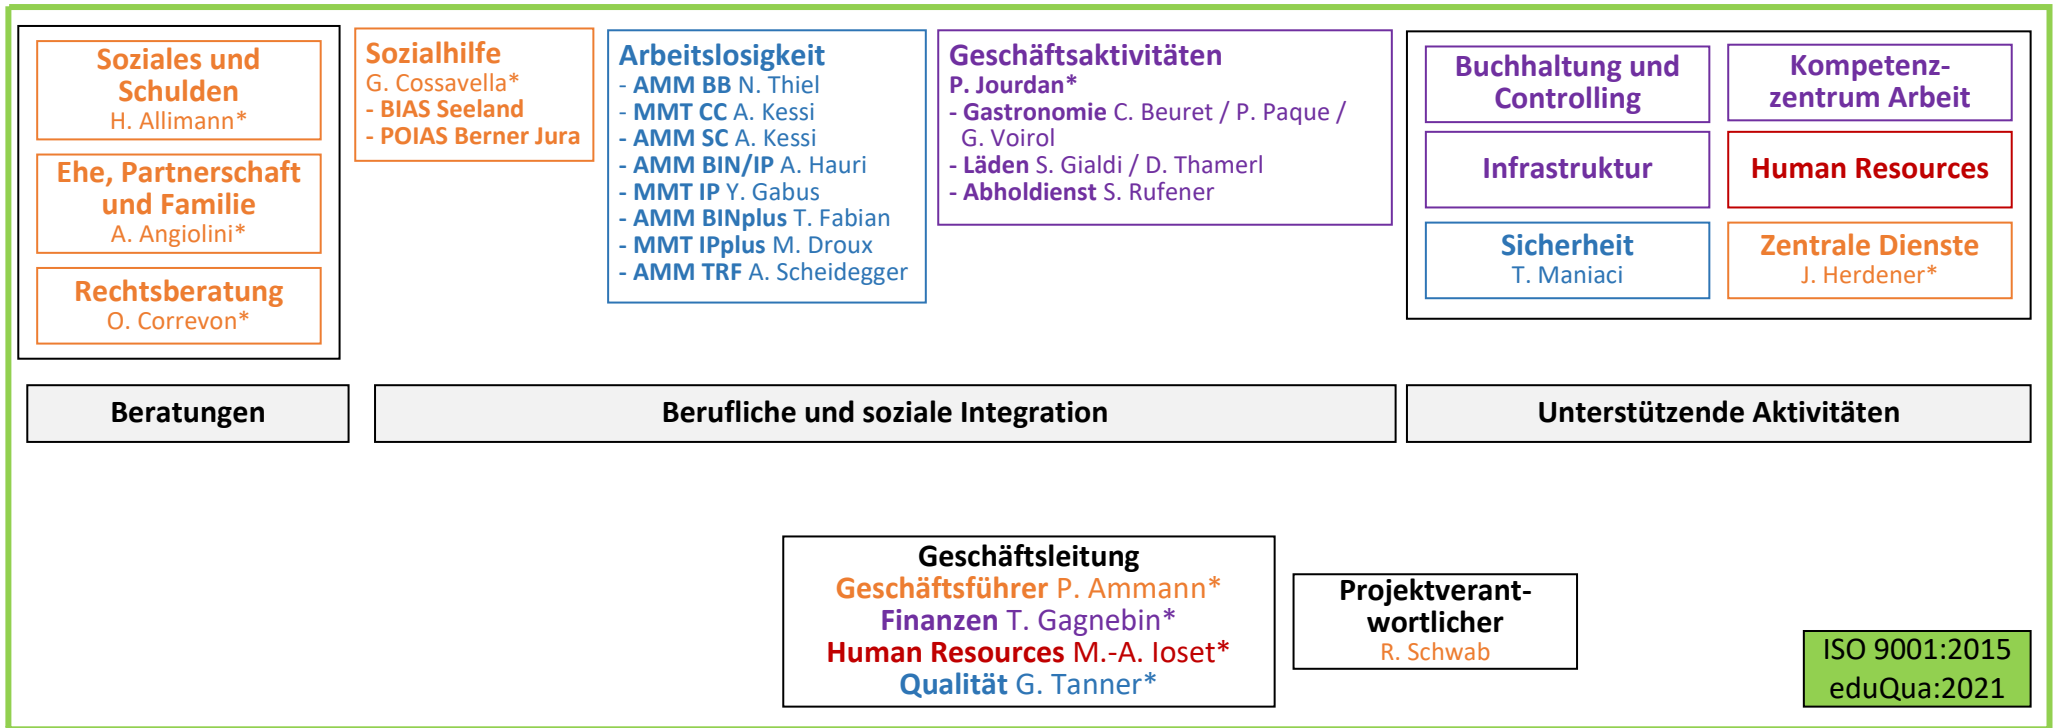 Soziales und
Schulden
H. Allimann*
Ehe, Partnerschaft
und Familie
A. Angiolini*
Rechtsberatung
O. Correvon*
Sozialhilfe
G. Cossavella*
- BIAS Seeland
- POIAS Berner Jura
Arbeitslosigkeit
- AMM BB N. Thiel
- MMT CC A. Kessi
- AMM SC A. Kessi
- AMM BIN/IP A. Hauri
- MMT IP Y. Gabus
- AMM BINplus T. Fabian
- MMT IPplus M. Droux
- AMM TRF A. Scheidegger
Geschäftsaktivitäten
P. Jourdan*
- Gastronomie C. Beuret / P. Paque /
G. Voirol
- Läden S. Gialdi / D. Thamerl
- Abholdienst S. Rufener
Buchhaltung und
Controlling
Kompetenz-
zentrum Arbeit
Infrastruktur
Human Resources
Sicherheit
T. Maniaci
Zentrale Dienste
J. Herdener*
Beratungen
Berufliche und soziale Integration
Unterstützende Aktivitäten
Geschäftsleitung
Geschäftsführer P. Ammann*
Finanzen T. Gagnebin*
Human Resources M.-A. Ioset*
Qualität G. Tanner*
Projektverant-
wortlicher
R. Schwab
ISO 9001:2015
eduQua:2021